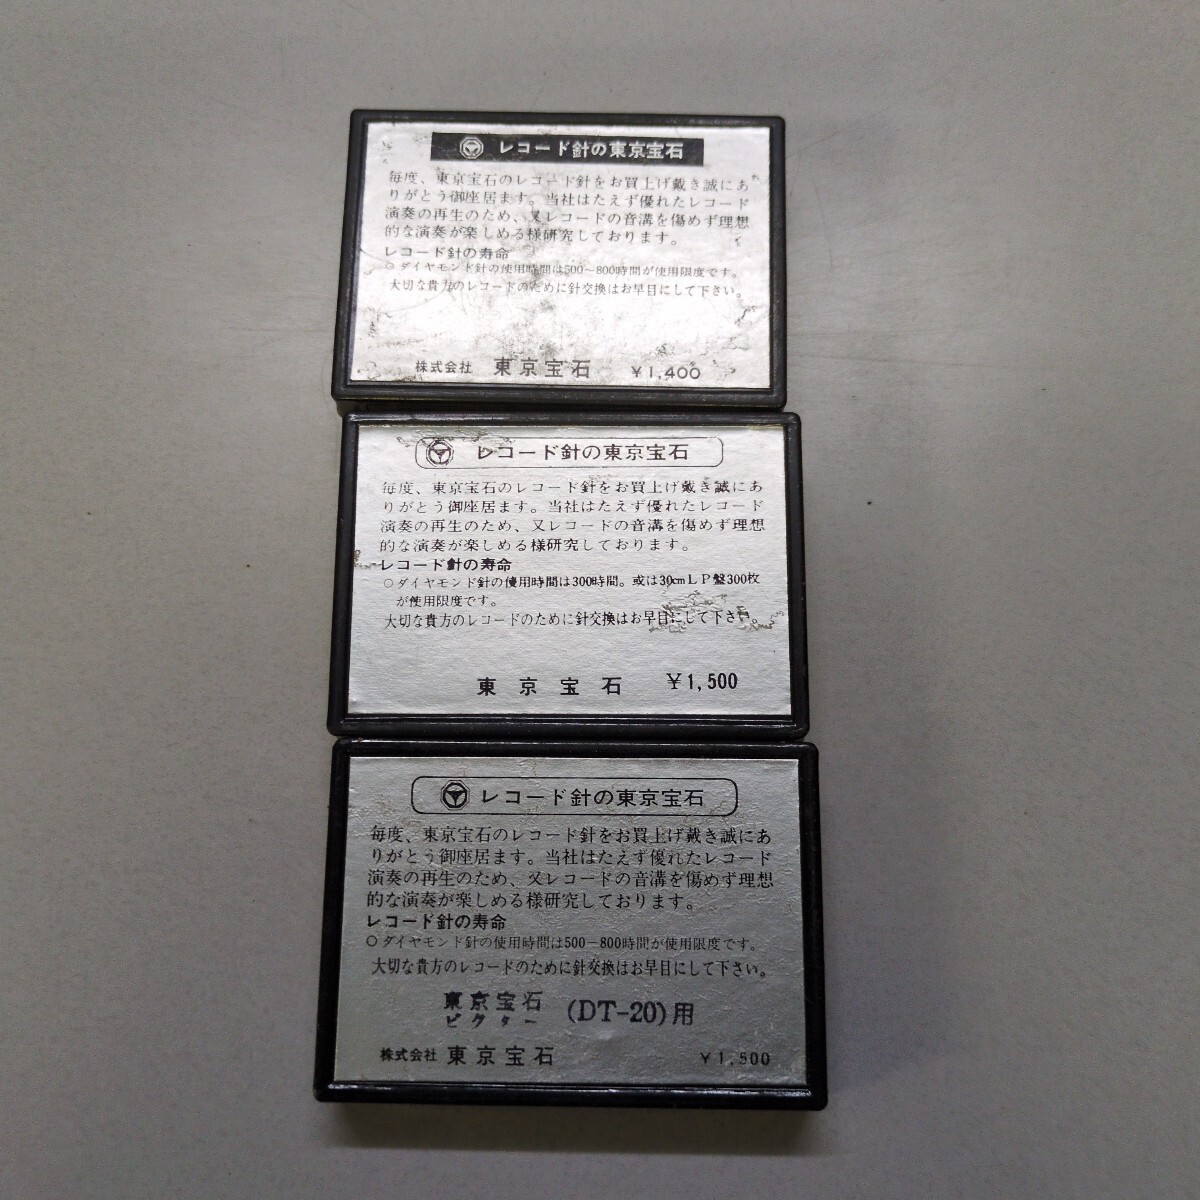 レコード針の東京宝石
毎度、東京宝石のレコード針をお買上げ戴き誠にあ
りがとう御座居ます。当社はたえず優れたレコード
演奏の再生のため、又レコードの音溝を傷めず理想
的な演奏が楽しめる様研究しております。
レコード針の寿命
○ダイヤモンド針の使用時間は500〜800時間が使用限度です。
大切な貴方のレコードのために針交換はお早目にして下さい。
株式会社 東京宝石 ¥1,400
レコード針の東京宝石
毎度、東京宝石のレコード針をお買上げ戴き誠にあ
りがとう御座居ます。当社はたえず優れたレコード
演奏の再生のため、又レコードの音溝を傷めず理想
的な演奏が楽しめる様研究しております。
レコード針の寿命
○ダイヤモンド針の使用時間は300時間。或は30cmLP盤300枚
が使用限度です。
大切な貴方のレコードのために針交換はお早目にして下さい。
東京宝石 ¥1,500
レコード針の東京宝石
毎度、東京宝石のレコード針をお買上げ戴き誠にあ
りがとう御座居ます。当社はたえず優れたレコード
演奏の再生のため、又レコードの音溝を傷めず理想
的な演奏が楽しめる様研究しております。
レコード針の寿命
○ダイヤモンド針の使用時間は500−800時間が使用限度です。
大切な貴方のレコードのために針交換はお早目にして下さい。
東京宝石
ビクター (DT-20)用
株式会社 東京宝石 ¥1,500